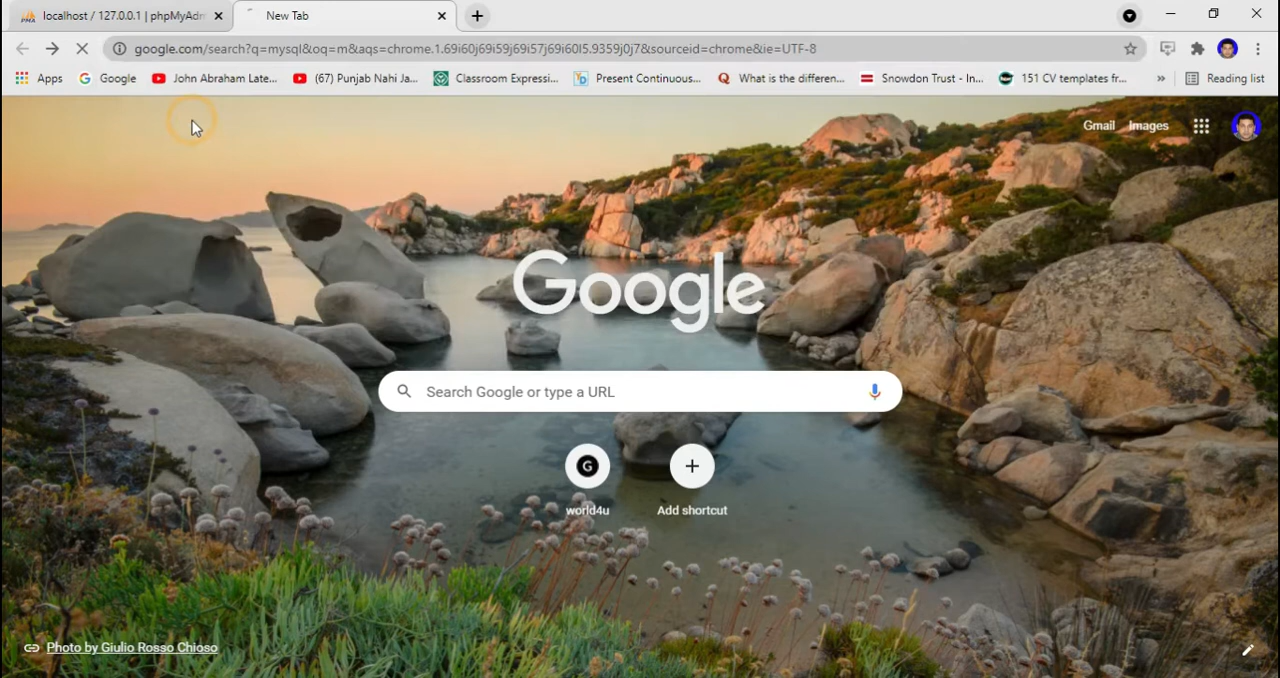 localhost / 127.0.0.1 | phpMyAdm
New Tab
google.com/search?q=mysql&oq=m&aqs=chrome.1.69i60j69i59j69i57j69i60l5.9359j0j7&sourceid=chrome&ie=UTF-8
Apps Google John Abraham Late... (67) Punjab Nahi Ja... Classroom Expressi... Present Continuous... What is the differen... Snowdon Trust - In... 151 CV templates fr... » Reading list
Gmail Images
Google
Search Google or type a URL
world4u Add shortcut
Photo by Giulio Rosso Chioso